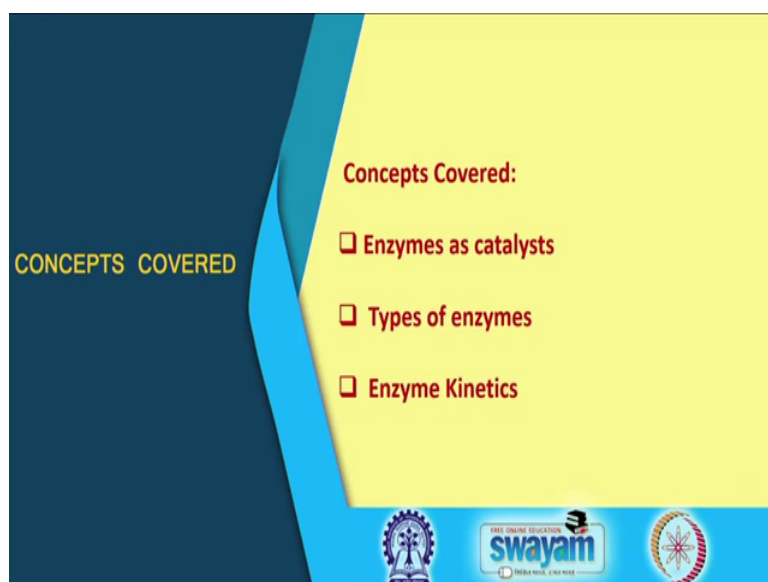 CONCEPTS COVERED
Concepts Covered:
Enzymes as catalysts
Types of enzymes
Enzyme Kinetics
FREE ONLINE EDUCATION
swayam